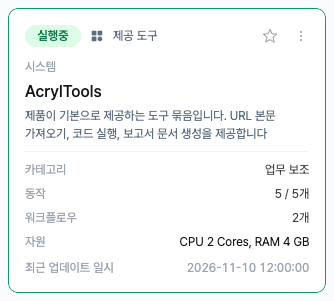 실행중 제공 도구
시스템
AcrylTools
제품이 기본으로 제공하는 도구 묶음입니다. URL 본문
가져오기, 코드 실행, 보고서 문서 생성을 제공합니다
카테고리 업무 보조
동작 5 / 5개
워크플로우 2개
자원 CPU 2 Cores, RAM 4 GB
최근 업데이트 일시 2026-11-10 12:00:00